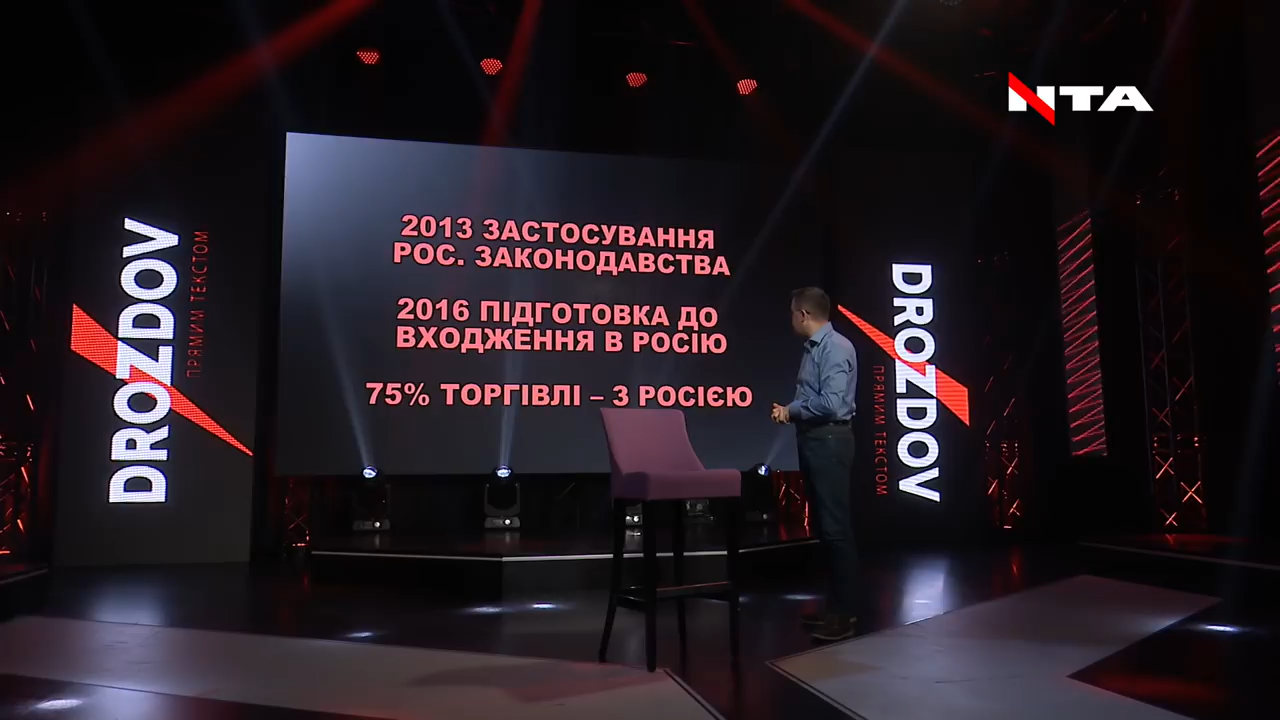 NTA
2013 ЗАСТОСУВАННЯ
РОС. ЗАКОНОДАВСТВА
2016 ПІДГОТОВКА ДО
ВХОДЖЕННЯ В РОСІЮ
75% ТОРГІВЛІ – З РОСІЄЮ
DROZDOV
ПРЯМИМ ТЕКСТОМ
DROZDOV
ПРЯМИМ ТЕКСТОМ